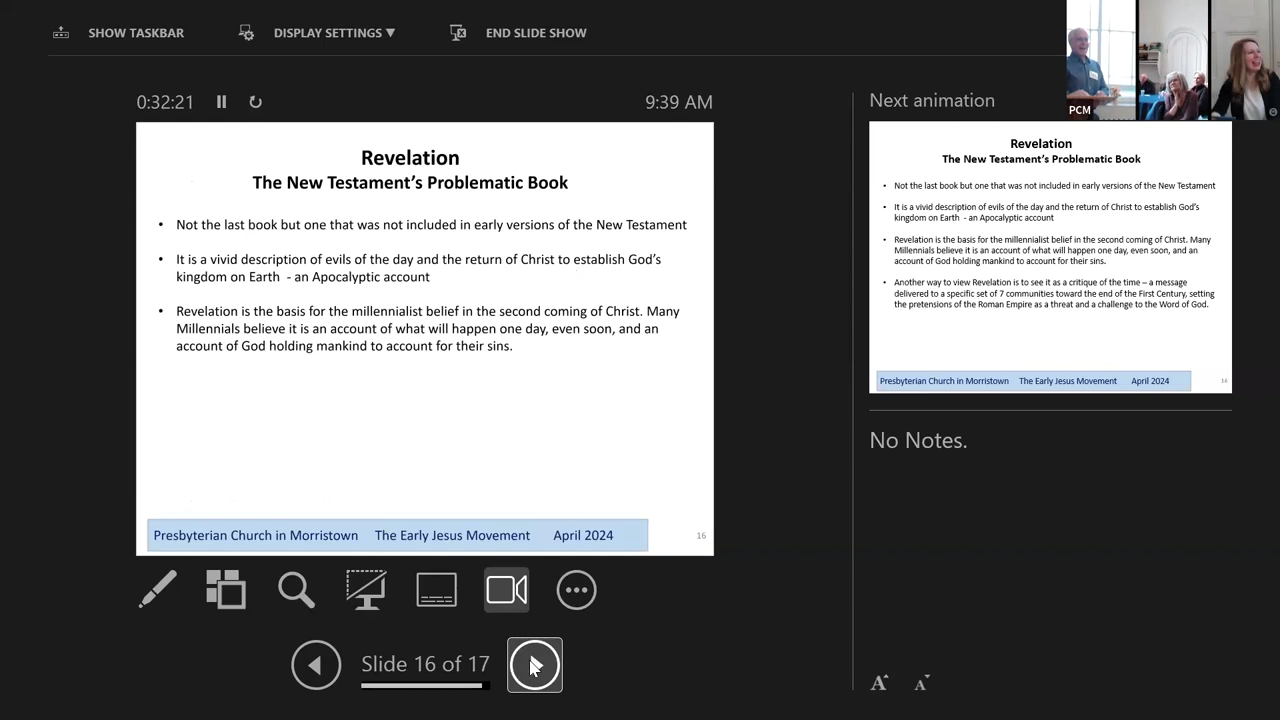 SHOW TASKBAR
DISPLAY SETTINGS ▼
END SLIDE SHOW
PCM
0:32:21
9:39 AM
Revelation
The New Testament's Problematic Book
• Not the last book but one that was not included in early versions of the New Testament
• It is a vivid description of evils of the day and the return of Christ to establish God's
kingdom on Earth - an Apocalyptic account
• Revelation is the basis for the millennialist belief in the second coming of Christ. Many
Millennials believe it is an account of what will happen one day, even soon, and an
account of God holding mankind to account for their sins.
Presbyterian Church in Morristown The Early Jesus Movement April 2024
16
Slide 16 of 17
Next animation
Revelation
The New Testament's Problematic Book
• Not the last book but one that was not included in early versions of the New Testament
• It is a vivid description of evils of the day and the return of Christ to establish God's
kingdom on Earth - an Apocalyptic account
• Revelation is the basis for the millennialist belief in the second coming of Christ. Many
Millennials believe it is an account of what will happen one day, even soon, and an
account of God holding mankind to account for their sins.
• Another way to view Revelation is to see it as a critique of the time – a message
delivered to a specific set of 7 communities toward the end of the First Century, setting
the pretensions of the Roman Empire as a threat and a challenge to the Word of God.
Presbyterian Church in Morristown The Early Jesus Movement April 2024
16
No Notes.
A A